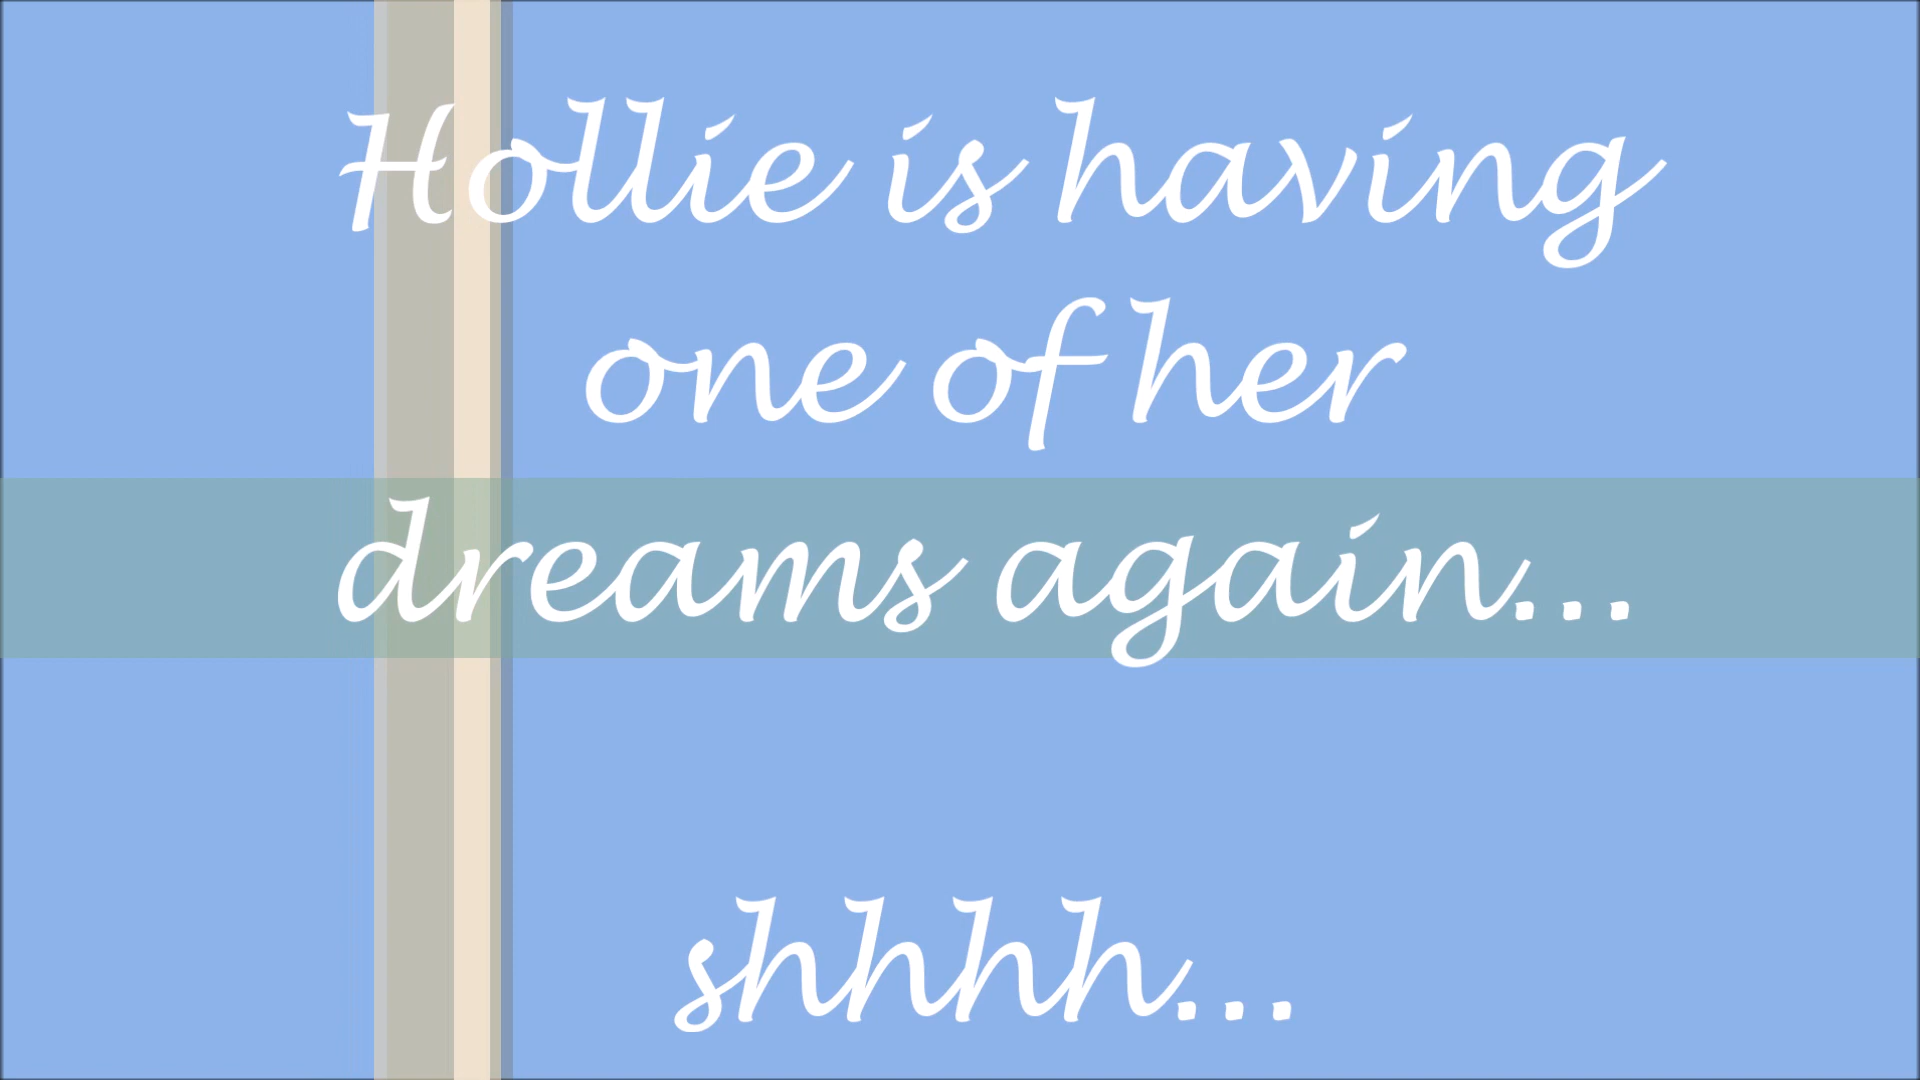 Hollie is having
one of her
dreams again...
shhhh...